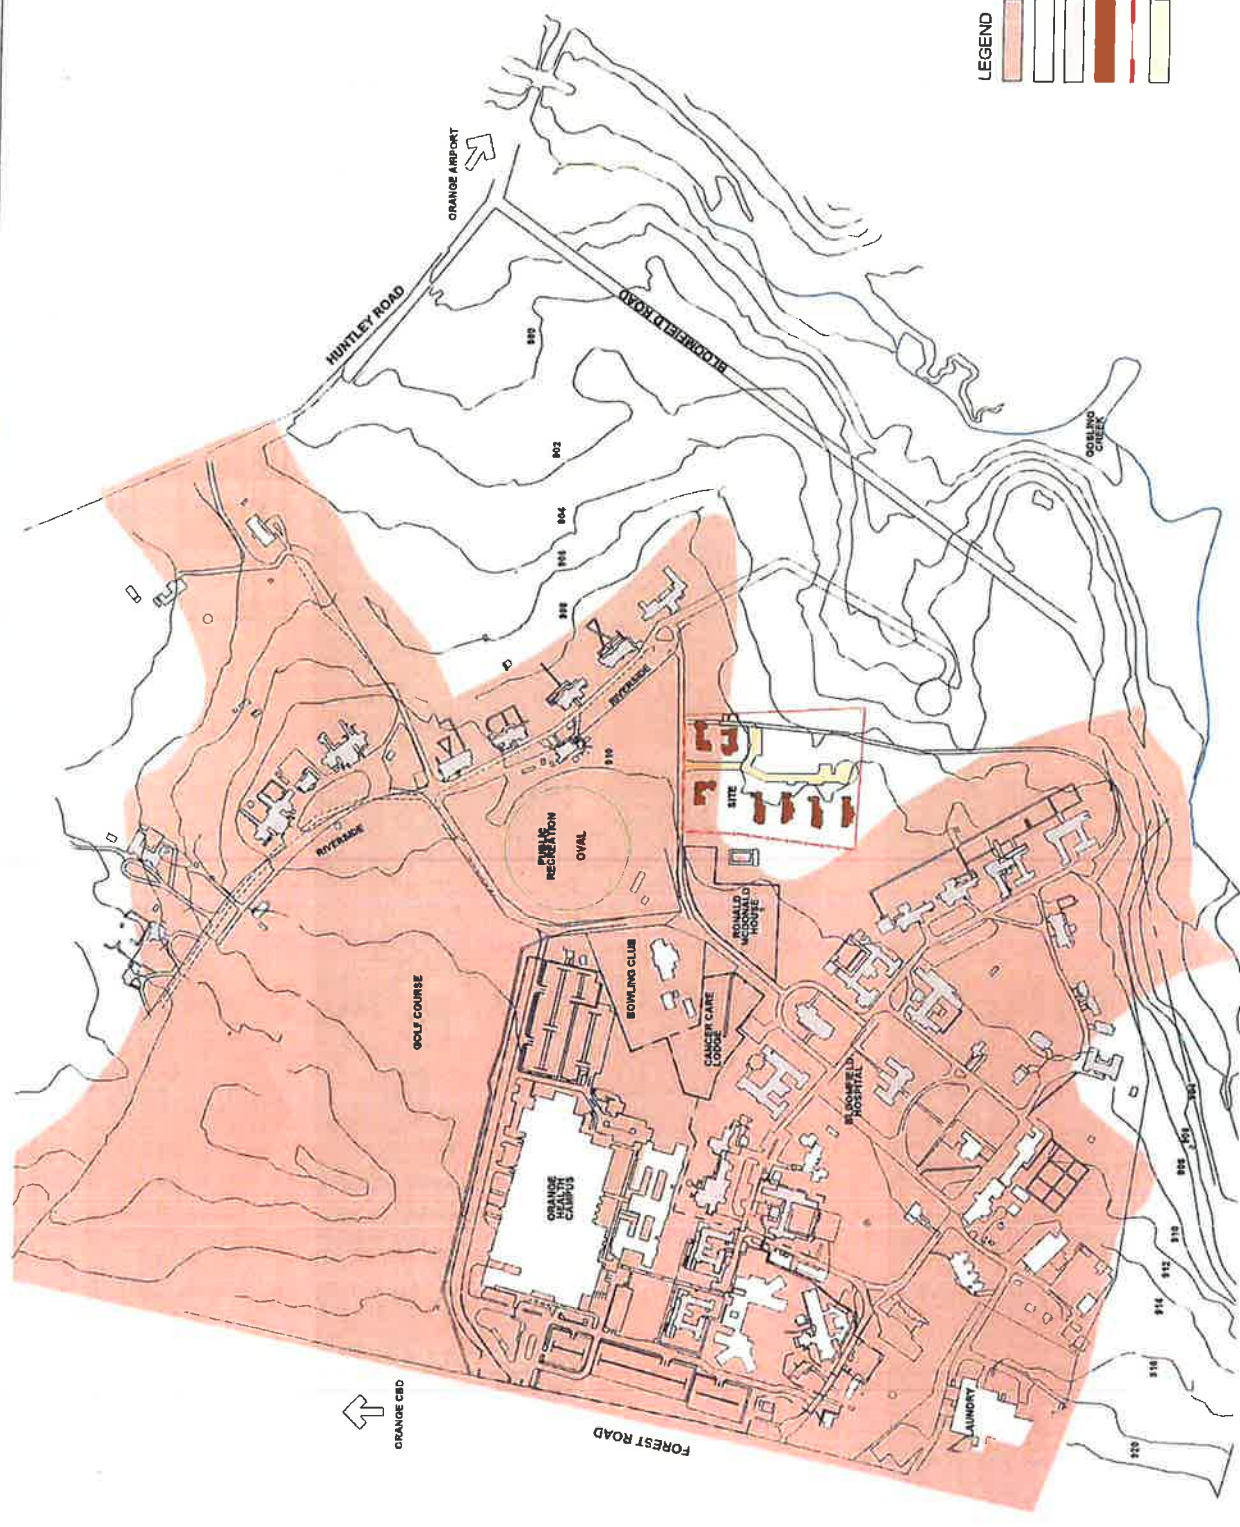 LEGEND
ORANGE AIRPORT
HUNTLEY ROAD
BLOOMFIELD ROAD
GOSLING
CREEK
902
904
906
908
RIVERSIDE
910
SITE
RIVERSIDE
PUBLIC
RECREATION
OVAL
GOLF COURSE
BOWLING CLUB
RONALD
MCDONALD
HOUSE
CANCER CARE
LODGE
BLOOMFIELD
HOSPITAL
ORANGE
HEALTH
CAMPUS
ORANGE CBD
FOREST ROAD
LAUNDRY
904
906
908
910
912
914
916
920